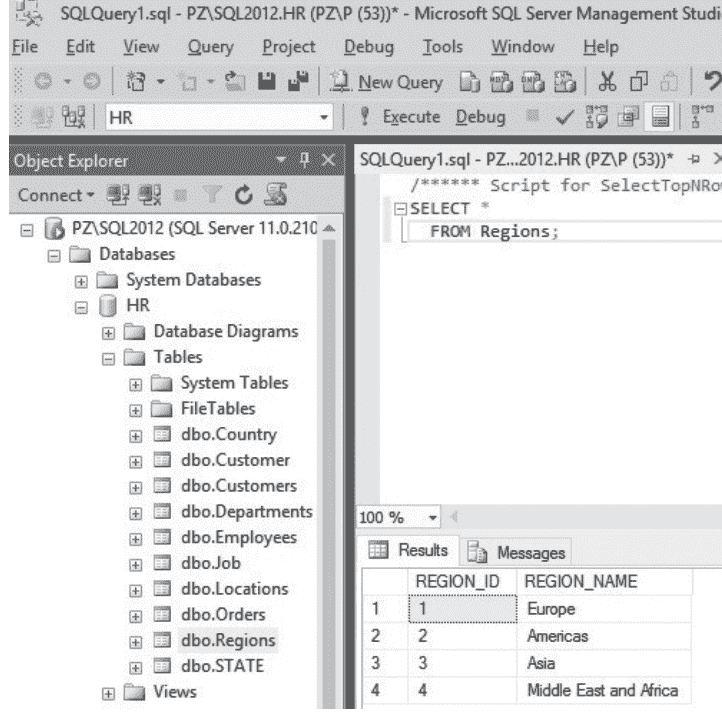 SQLQuery1.sql - PZ\SQL2012.HR (PZ\P (53))* - Microsoft SQL Server Management Studi
File Edit View Query Project Debug Tools Window Help
New Query
HR Execute Debug
Object Explorer
Connect
PZ\SQL2012 (SQL Server 11.0.210
Databases
System Databases
HR
Database Diagrams
Tables
System Tables
FileTables
dbo.Country
dbo.Customer
dbo.Customers
dbo.Departments
dbo.Employees
dbo.Job
dbo.Locations
dbo.Orders
dbo.Regions
dbo.STATE
Views
SQLQuery1.sql - PZ...2012.HR (PZ\P (53))*
/****** Script for SelectTopNRo
SELECT *
FROM Regions;
100 %
Results Messages
REGION_ID REGION_NAME
1 1 Europe
2 2 Americas
3 3 Asia
4 4 Middle East and Africa